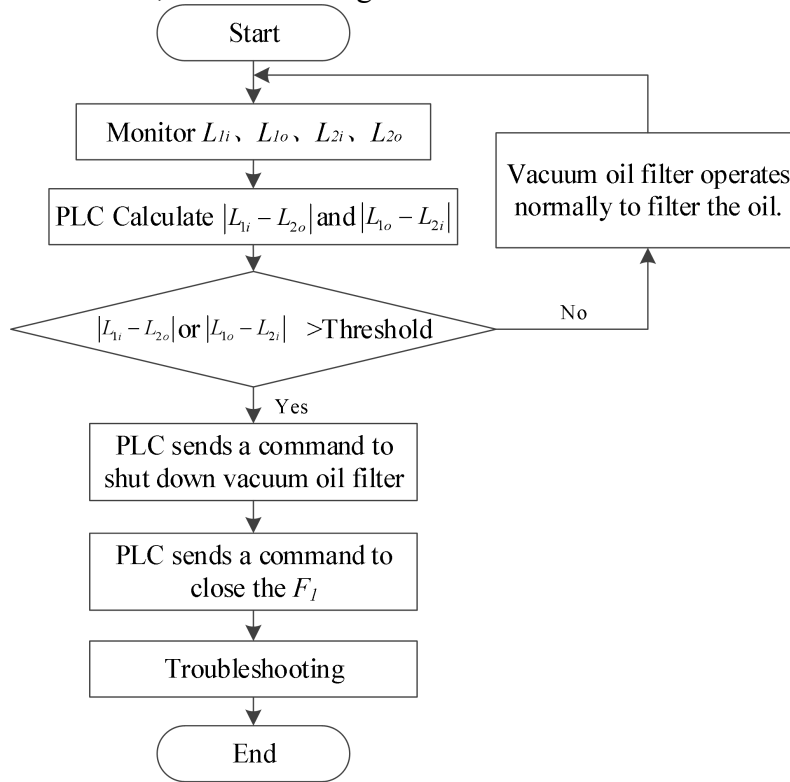 Start
Monitor L1i、L1o、L2i、L2o
PLC Calculate |L1i − L2o| and |L1o − L2i|
|L1i − L2o| or |L1o − L2i| >Threshold
No
Vacuum oil filter operates
normally to filter the oil.
Yes
PLC sends a command to
shut down vacuum oil filter
PLC sends a command to
close the F1
Troubleshooting
End